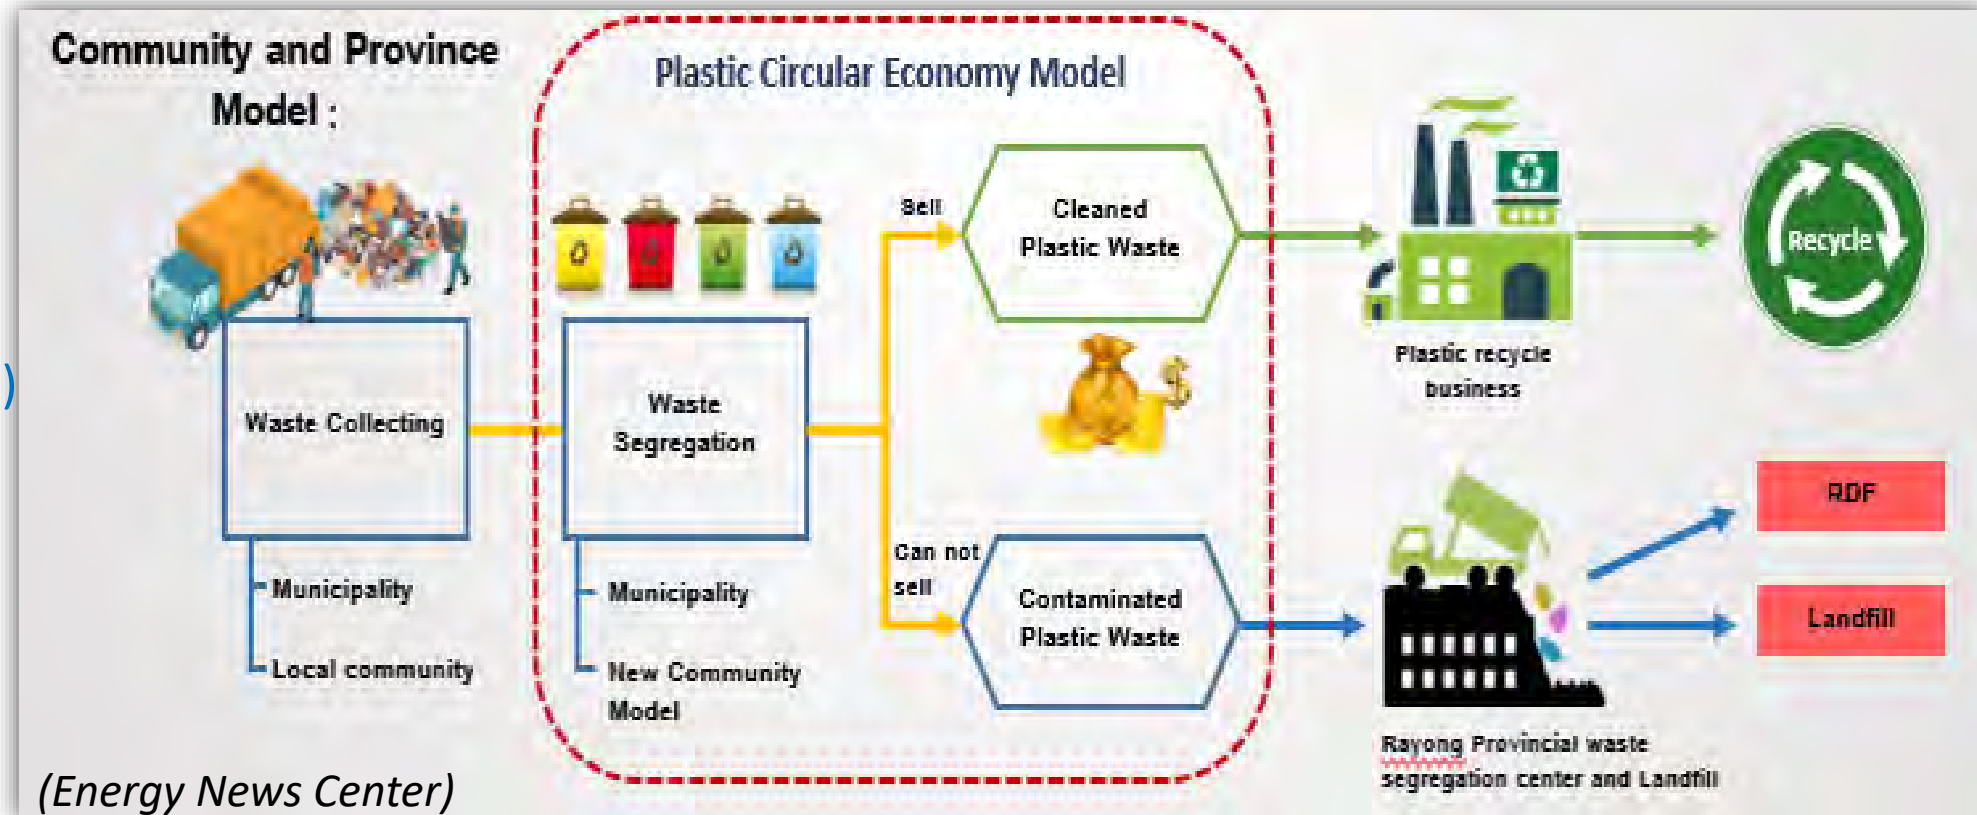 Community and Province
Model :
Plastic Circular Economy Model
Waste Collecting
Municipality
Local community
Waste
Segregation
Municipality
New Community
Model
Sell
Cleaned
Plastic Waste
$
Can not
sell
Contaminated
Plastic Waste
Plastic recycle
business
Recycle
Rayong Provincial waste
segregation center and Landfill
RDF
Landfill
)
(Energy News Center)